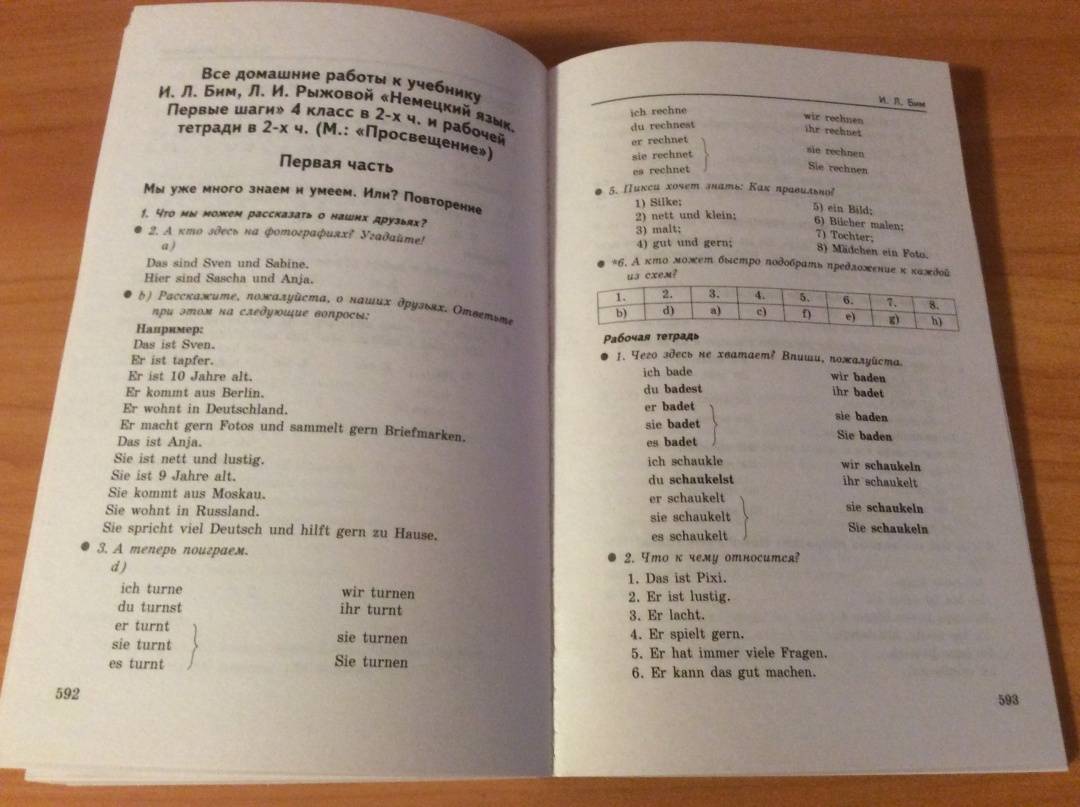 Все домашние работы к учебнику
И. Л. Бим, Л. И. Рыжовой «Немецкий язык.
Первые шаги» 4 класс в 2-х ч. и рабочей
тетради в 2-х ч. (М.: «Просвещение»)
Первая часть
Мы уже много знаем и умеем. Или? Повторение
1. Что мы можем рассказать о наших друзьях?
● 2. А кто здесь на фотографиях? Угадайте!
a)
Das sind Sven und Sabine.
Hier sind Sascha und Anja.
● b) Расскажите, пожалуйста, о наших друзьях. Ответьте
при этом на следующие вопросы:
Например:
Das ist Sven.
Er ist tapfer.
Er ist 10 Jahre alt.
Er kommt aus Berlin.
Er wohnt in Deutschland.
Er macht gern Fotos und sammelt gern Briefmarken.
Das ist Anja.
Sie ist nett und lustig.
Sie ist 9 Jahre alt.
Sie kommt aus Moskau.
Sie wohnt in Russland.
Sie spricht viel Deutsch und hilft gern zu Hause.
● 3. А теперь поиграем.
d)
ich turne wir turnen
du turnst ihr turnt
er turnt
sie turnt sie turnen
es turnt Sie turnen
592
И. Л. Бим
ich rechne wir rechnen
du rechnest ihr rechnet
er rechnet
sie rechnet sie rechnen
es rechnet Sie rechnen
● 5. Пикси хочет знать: Как правильно?
1) Silke; 5) ein Bild;
2) nett und klein; 6) Bücher malen;
3) malt; 7) Tochter;
4) gut und gern; 8) Mädchen ein Foto.
● *6. А кто может быстро подобрать предложение к каждой
из схем?
1. 2. 3. 4. 5. 6. 7. 8.
b) d) a) c) f) e) g) h)
Рабочая тетрадь
● 1. Чего здесь не хватает? Впиши, пожалуйста.
ich bade wir baden
du badest ihr badet
er badet
sie badet sie baden
es badet Sie baden
ich schaukle wir schaukeln
du schaukelst ihr schaukelt
er schaukelt
sie schaukelt sie schaukeln
es schaukelt Sie schaukeln
● 2. Что к чему относится?
1. Das ist Pixi.
2. Er ist lustig.
3. Er lacht.
4. Er spielt gern.
5. Er hat immer viele Fragen.
6. Er kann das gut machen.
593